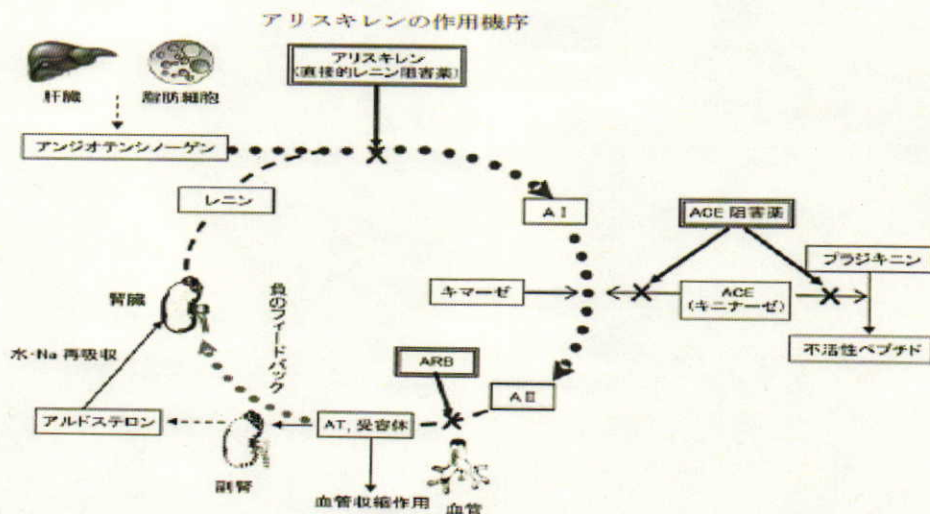 アリスキレンの作用機序
アリスキレン
(直接的レニン阻害薬)
肝臓
脂肪細胞
アンジオテンシノーゲン
レニン
AⅠ
ACE 阻害薬
ブラジキニン
腎臓
負のフィードバック
キマーゼ
ACE
(キニナーゼ)
水・Na 再吸収
ARB
AⅡ
不活性ペプチド
アルドステロン
AT₁受容体
副腎
血管収縮作用
血管